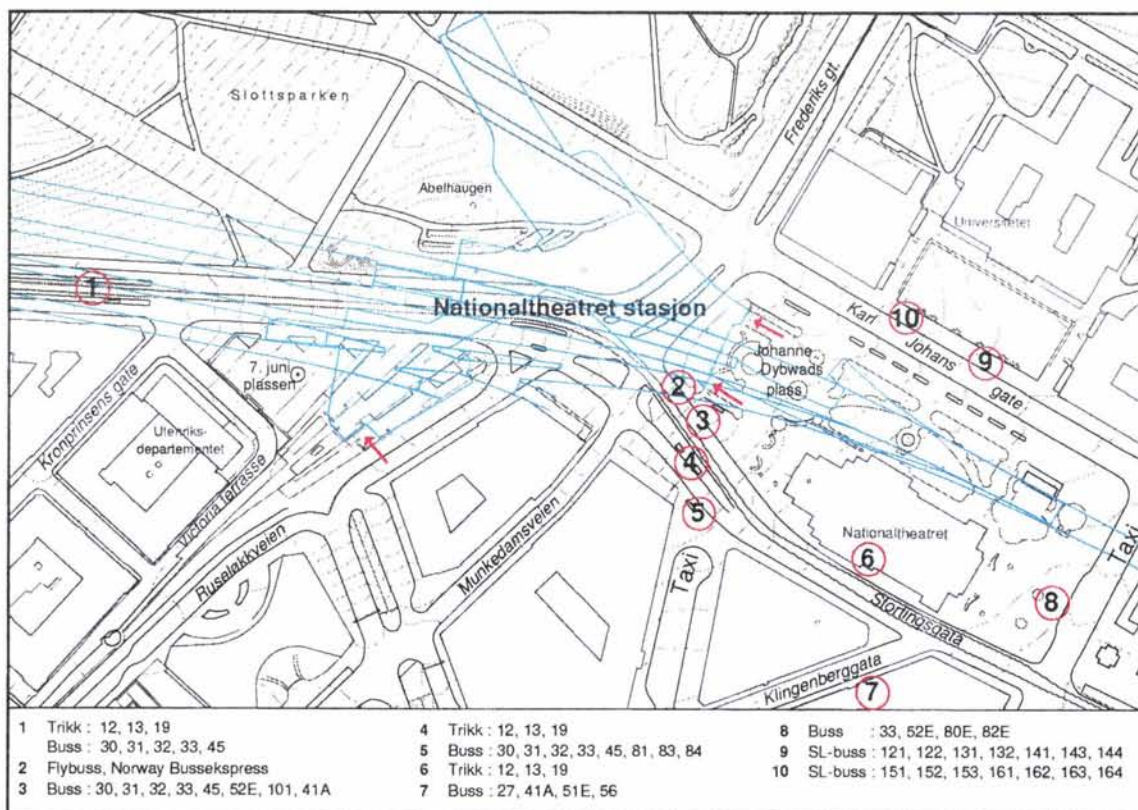 Slottsparken
Abelhaugen
Frederiks gt.
Universitetet
1
Nationaltheatret stasjon
10
Karl
Johans
gate
9
7. juni
plassen
Johanne
Dybwads
plass
2
3
Kronprinsens gate
Utenriks-
departementet
4
5
Victoria terrasse
Ruseløkkveien
Munkedamsveien
Taxi
Nationaltheatret
6
Stortingsgata
8
Taxi
Klingenberggata
7
1 Trikk : 12, 13, 19
Buss : 30, 31, 32, 33, 45
2 Flybuss, Norway Bussekspress
3 Buss : 30, 31, 32, 33, 45, 52E, 101, 41A
4 Trikk : 12, 13, 19
5 Buss : 30, 31, 32, 33, 45, 81, 83, 84
6 Trikk : 12, 13, 19
7 Buss : 27, 41A, 51E, 56
8 Buss : 33, 52E, 80E, 82E
9 SL-buss : 121, 122, 131, 132, 141, 143, 144
10 SL-buss : 151, 152, 153, 161, 162, 163, 164